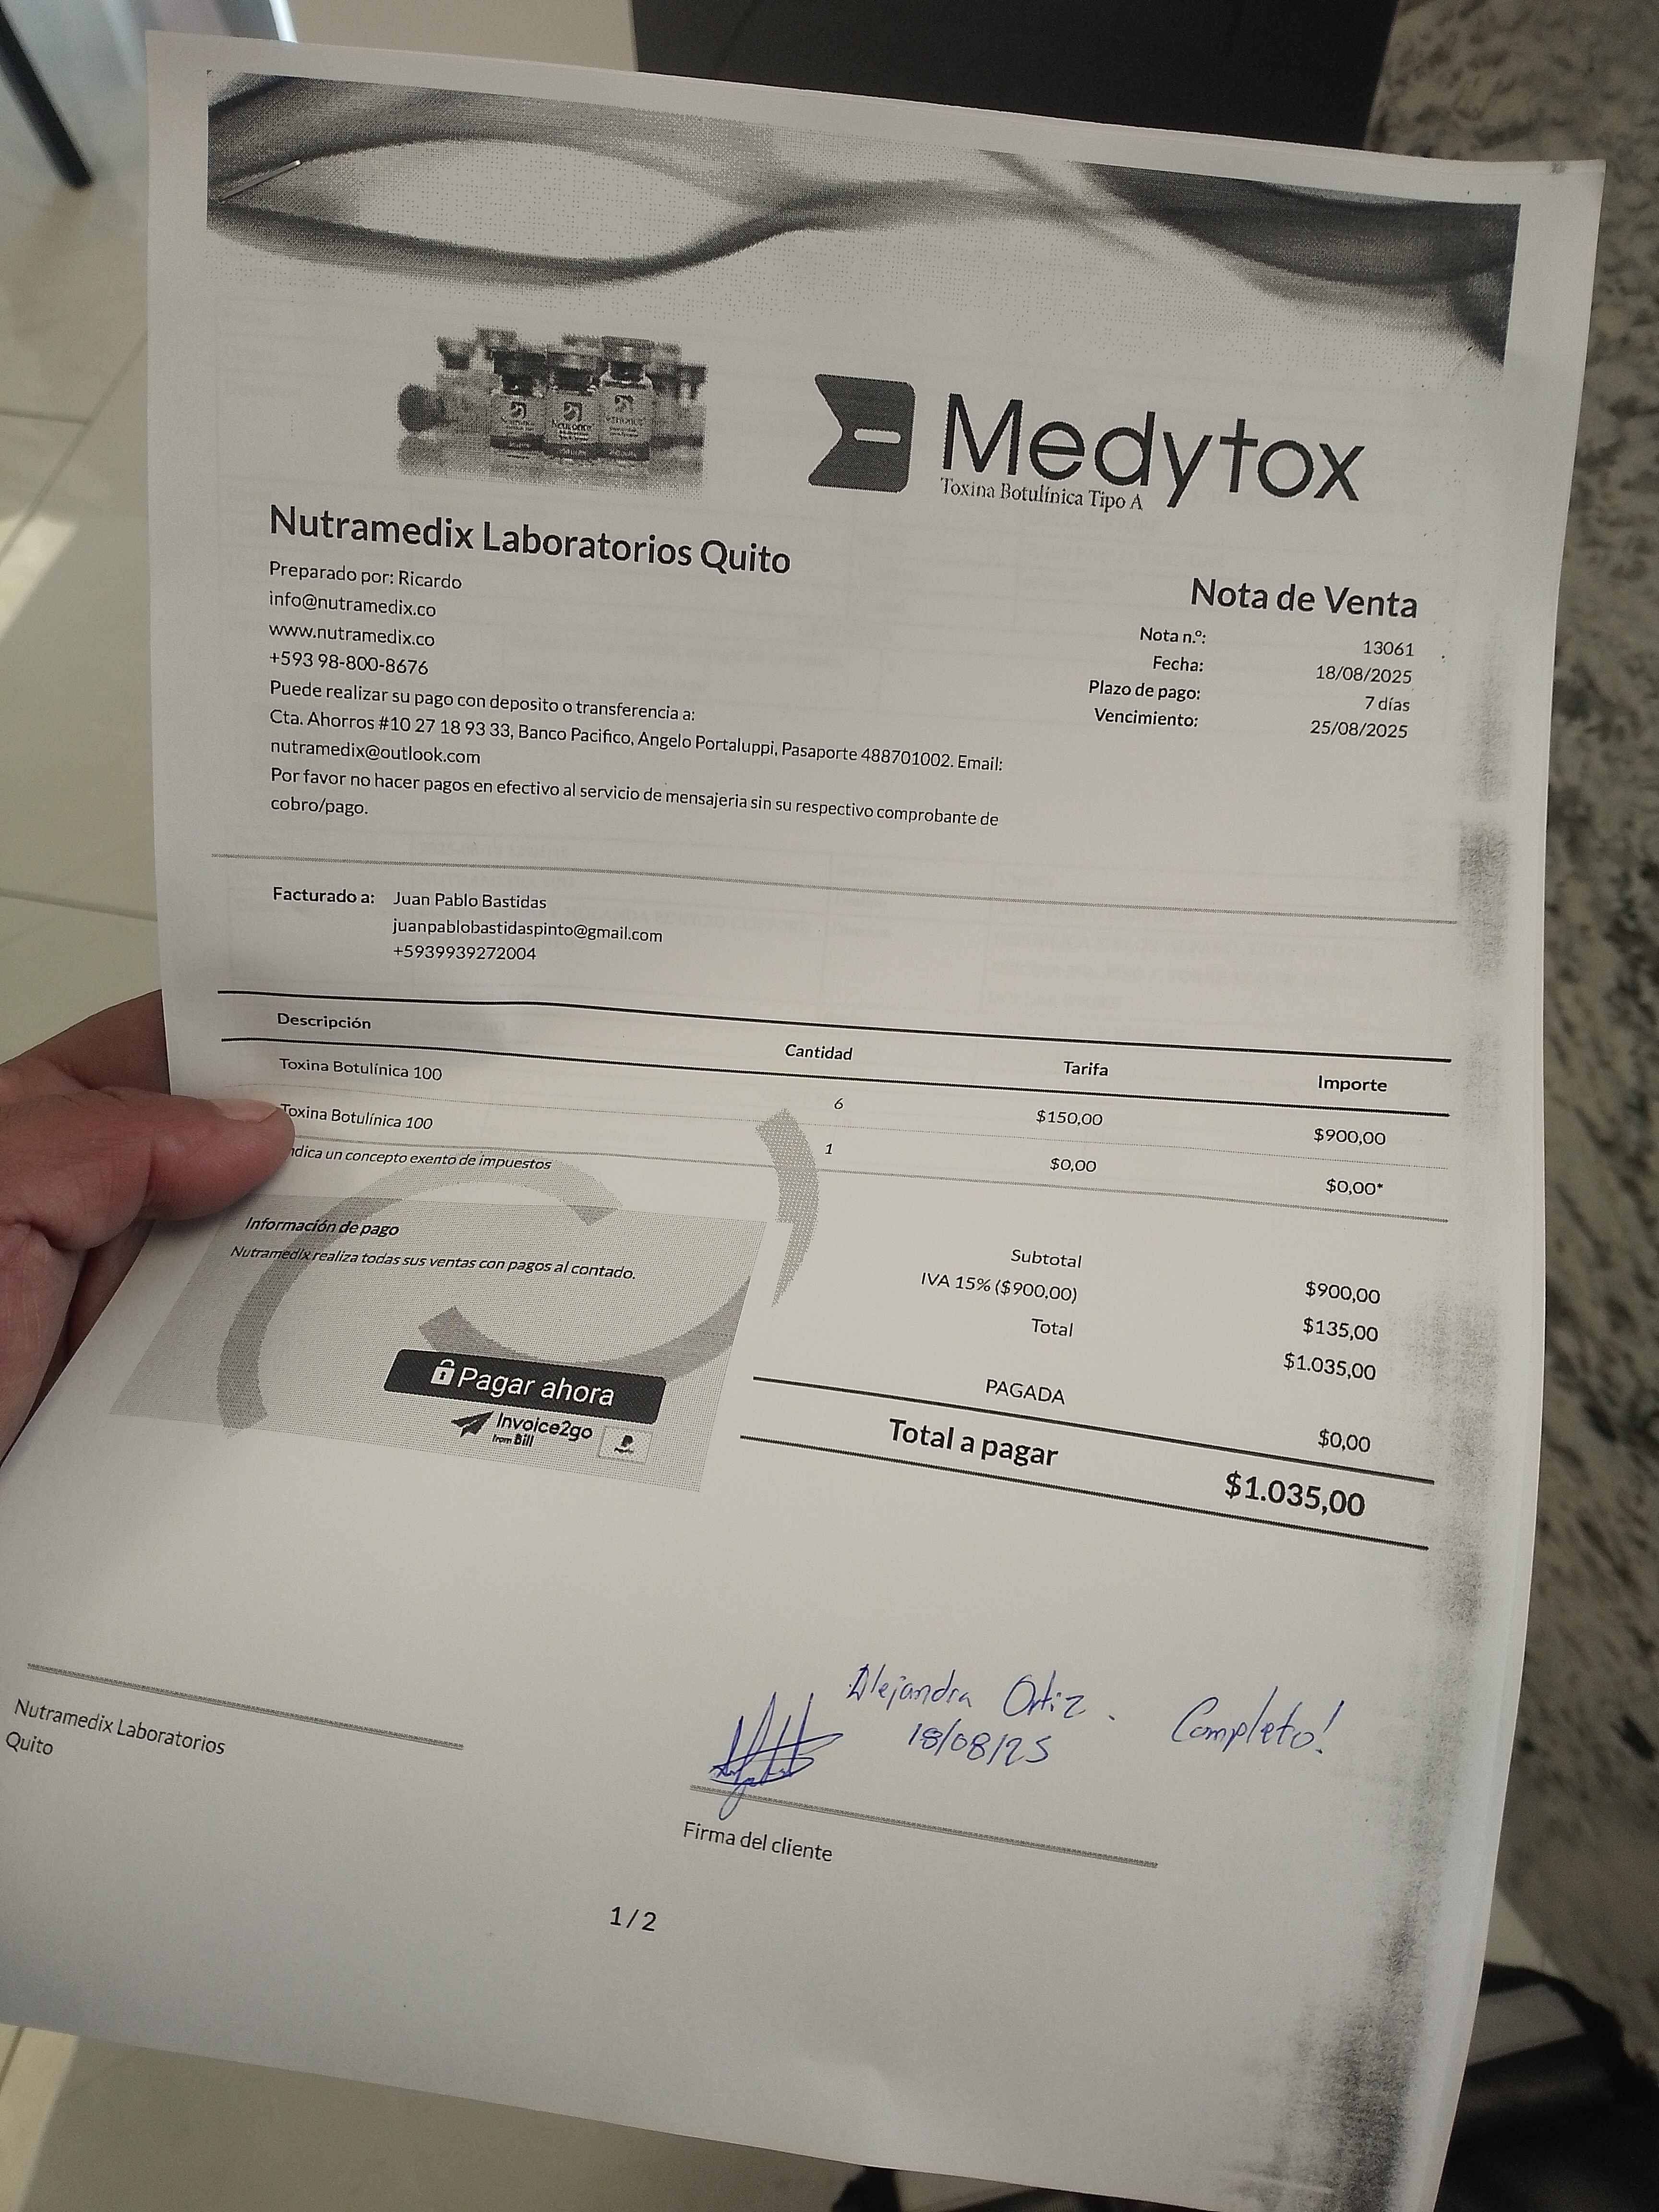 Medytox
Toxina Botulínica Tipo A
Nutramedix Laboratorios Quito
Preparado por: Ricardo
info@nutramedix.co
www.nutramedix.co
+593 98-800-8676
Puede realizar su pago con deposito o transferencia a:
Cta. Ahorros #10 27 18 93 33, Banco Pacifico, Angelo Portaluppi, Pasaporte 488701002. Email:
nutramedix@outlook.com
Por favor no hacer pagos en efectivo al servicio de mensajeria sin su respectivo comprobante de
cobro/pago.
Nota de Venta
Nota n.º: 13061
Fecha: 18/08/2025
Plazo de pago: 7 días
Vencimiento: 25/08/2025
Facturado a: Juan Pablo Bastidas
juanpablobastidaspinto@gmail.com
+5939939272004
Descripción Cantidad Tarifa Importe
Toxina Botulínica 100 6 $150,00 $900,00
Toxina Botulínica 100 1 $0,00 $0,00*
un concepto exento de impuestos
Información de pago
Nutramedix realiza todas sus ventas con pagos al contado.
Pagar ahora
Invoice2go
from Bill
Subtotal $900,00
IVA 15% ($900,00) $135,00
Total $1.035,00
PAGADA $0,00
Total a pagar $1.035,00
Alejandra Ortiz. Completo!
18/08/25
Nutramedix Laboratorios
Quito
Firma del cliente
1 / 2